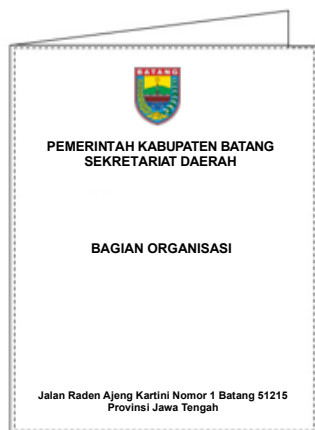 BATANG
PEMERINTAH KABUPATEN BATANG
SEKRETARIAT DAERAH
BAGIAN ORGANISASI
Jalan Raden Ajeng Kartini Nomor 1 Batang 51215
Provinsi Jawa Tengah